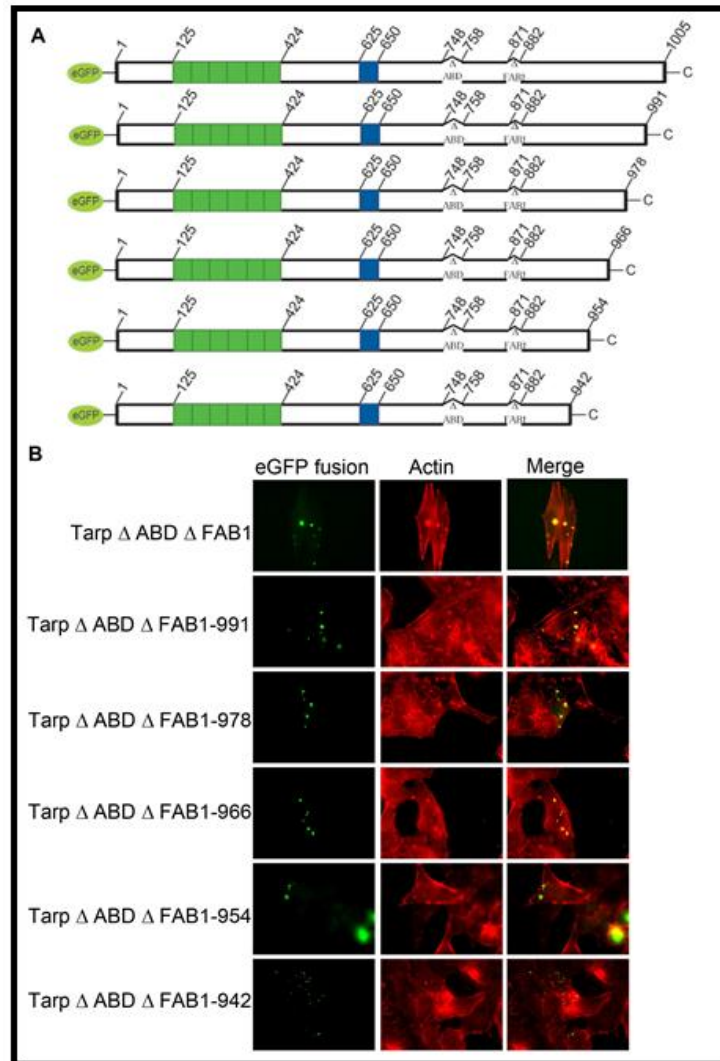 A
1 125 424 625 650 748 758 871 882 1005
eGFP Δ ABD Δ FAB1 C
1 125 424 625 650 748 758 871 882 991
eGFP Δ ABD Δ FAB1 C
1 125 424 625 650 748 758 871 882 978
eGFP Δ ABD Δ FAB1 C
1 125 424 625 650 748 758 871 882 966
eGFP Δ ABD Δ FAB1 C
1 125 424 625 650 748 758 871 882 954
eGFP Δ ABD Δ FAB1 C
1 125 424 625 650 748 758 871 882 942
eGFP Δ ABD Δ FAB1 C
B
eGFP fusion Actin Merge
Tarp Δ ABD Δ FAB1
Tarp Δ ABD Δ FAB1-991
Tarp Δ ABD Δ FAB1-978
Tarp Δ ABD Δ FAB1-966
Tarp Δ ABD Δ FAB1-954
Tarp Δ ABD Δ FAB1-942